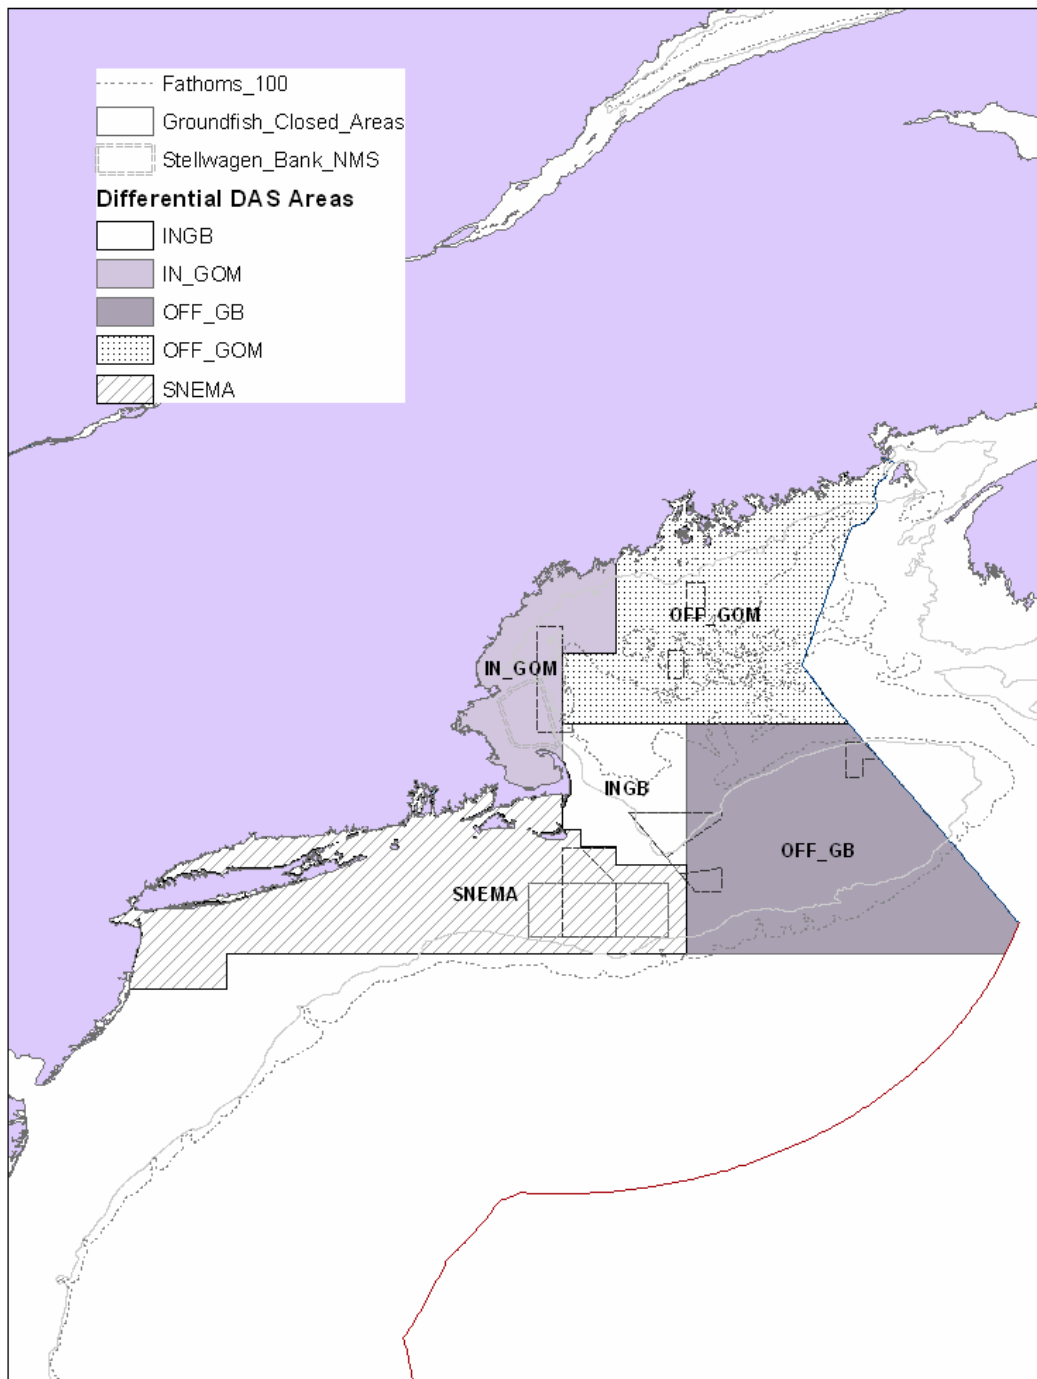 Fathoms_100
Groundfish_Closed_Areas
Stellwagen_Bank_NMS
Differential DAS Areas
INGB
IN_GOM
OFF_GB
OFF_GOM
SNEMA
OFF_GOM
IN_GOM
INGB
OFF_GB
SNEMA